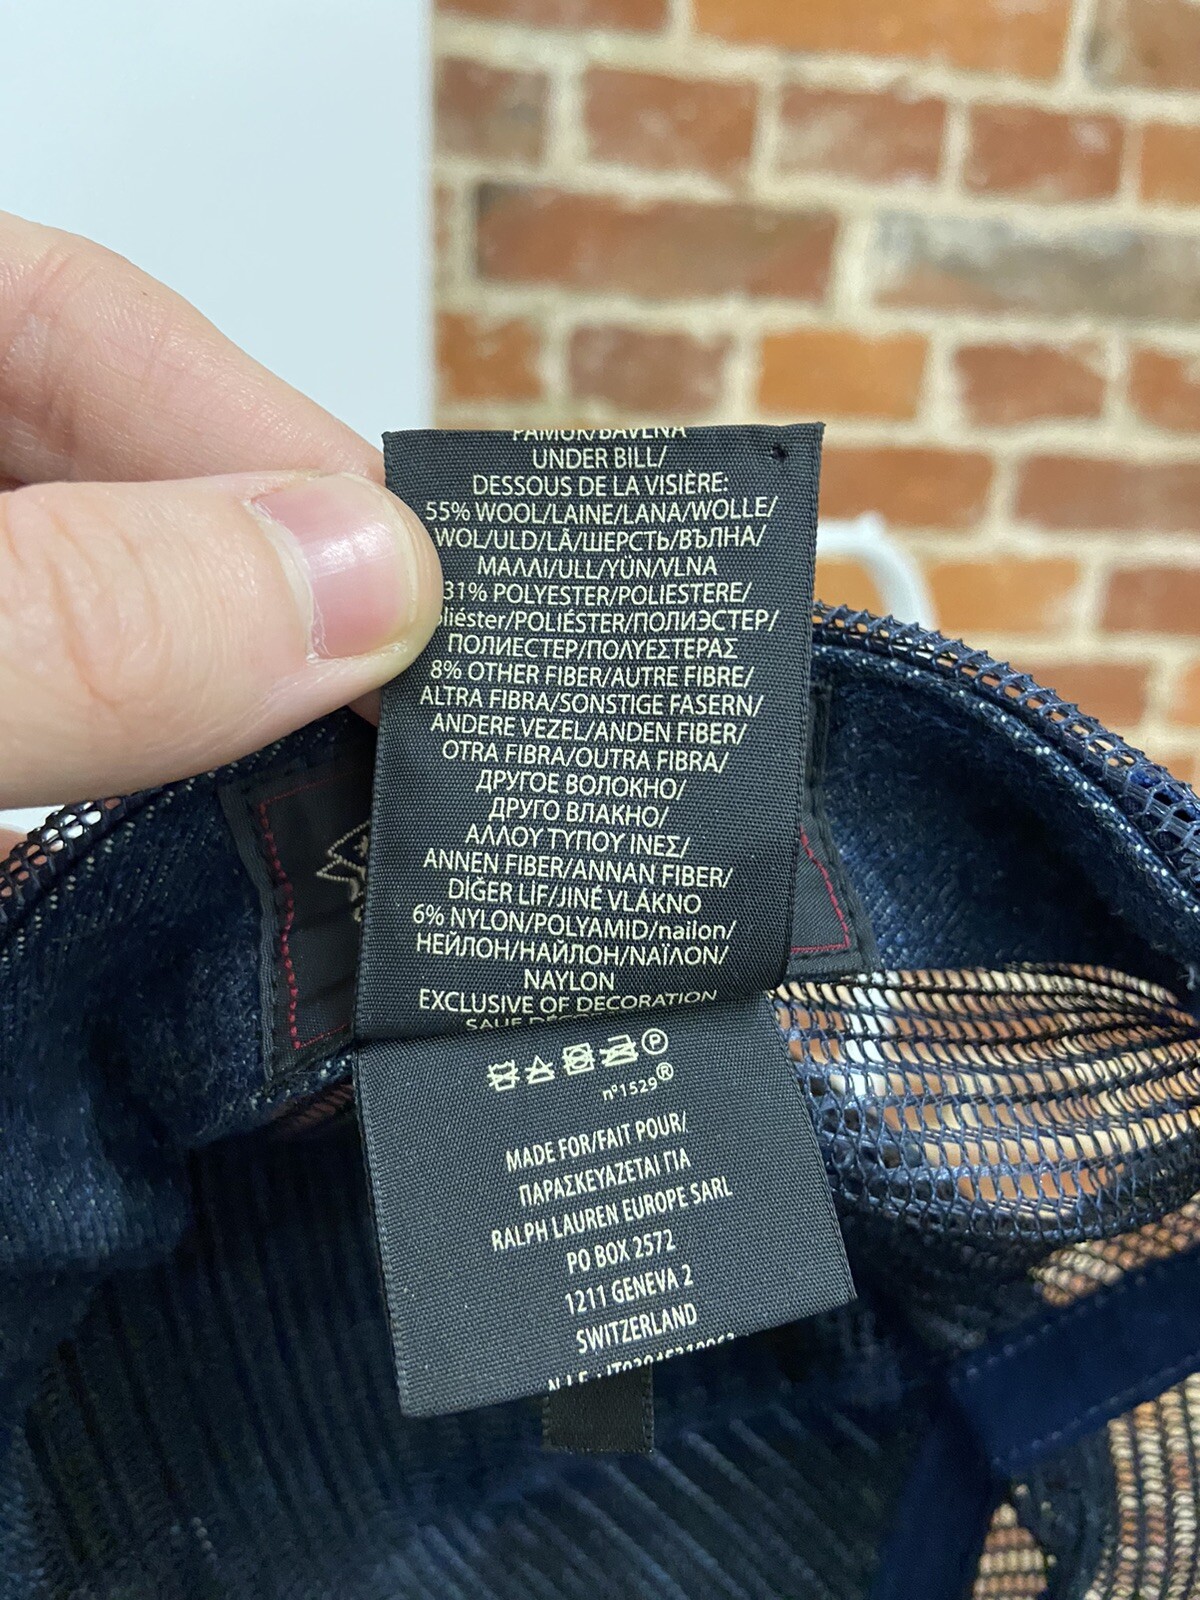 PAMUK/BAVLNA
UNDER BILL/
DESSOUS DE LA VISIÈRE:
55% WOOL/LAINE/LANA/WOLLE/
WOL/ULD/LÃ/ШЕРСТЬ/ВЪЛНА/
ΜΑΛΛΙ/ULL/YÜN/VLNA
31% POLYESTER/POLIESTERE/
poliéster/POLIÉSTER/ПОЛИЭСТЕР/
ПОЛИЕСТЕР/ΠΟΛΥΕΣΤΕΡΑΣ
8% OTHER FIBER/AUTRE FIBRE/
ALTRA FIBRA/SONSTIGE FASERN/
ANDERE VEZEL/ANDEN FIBER/
OTRA FIBRA/OUTRA FIBRA/
ДРУГОЕ ВОЛОКНО/
ДРУГО ВЛАКНО/
ΑΛΛΟΥ ΤΥΠΟΥ ΙΝΕΣ/
ANNEN FIBER/ANNAN FIBER/
DİĞER LİF/JINÉ VLÁKNO
6% NYLON/POLYAMID/nailon/
НЕЙЛОН/НАЙЛОН/ΝΑΪΛΟΝ/
NAYLON
EXCLUSIVE OF DECORATION
SAUF
P
n°1529®
MADE FOR/FAIT POUR/
ΠΑΡΑΣΚΕΥΑΖΕΤΑΙ ΓΙΑ
RALPH LAUREN EUROPE SARL
PO BOX 2572
1211 GENEVA 2
SWITZERLAND
N.I.F.: